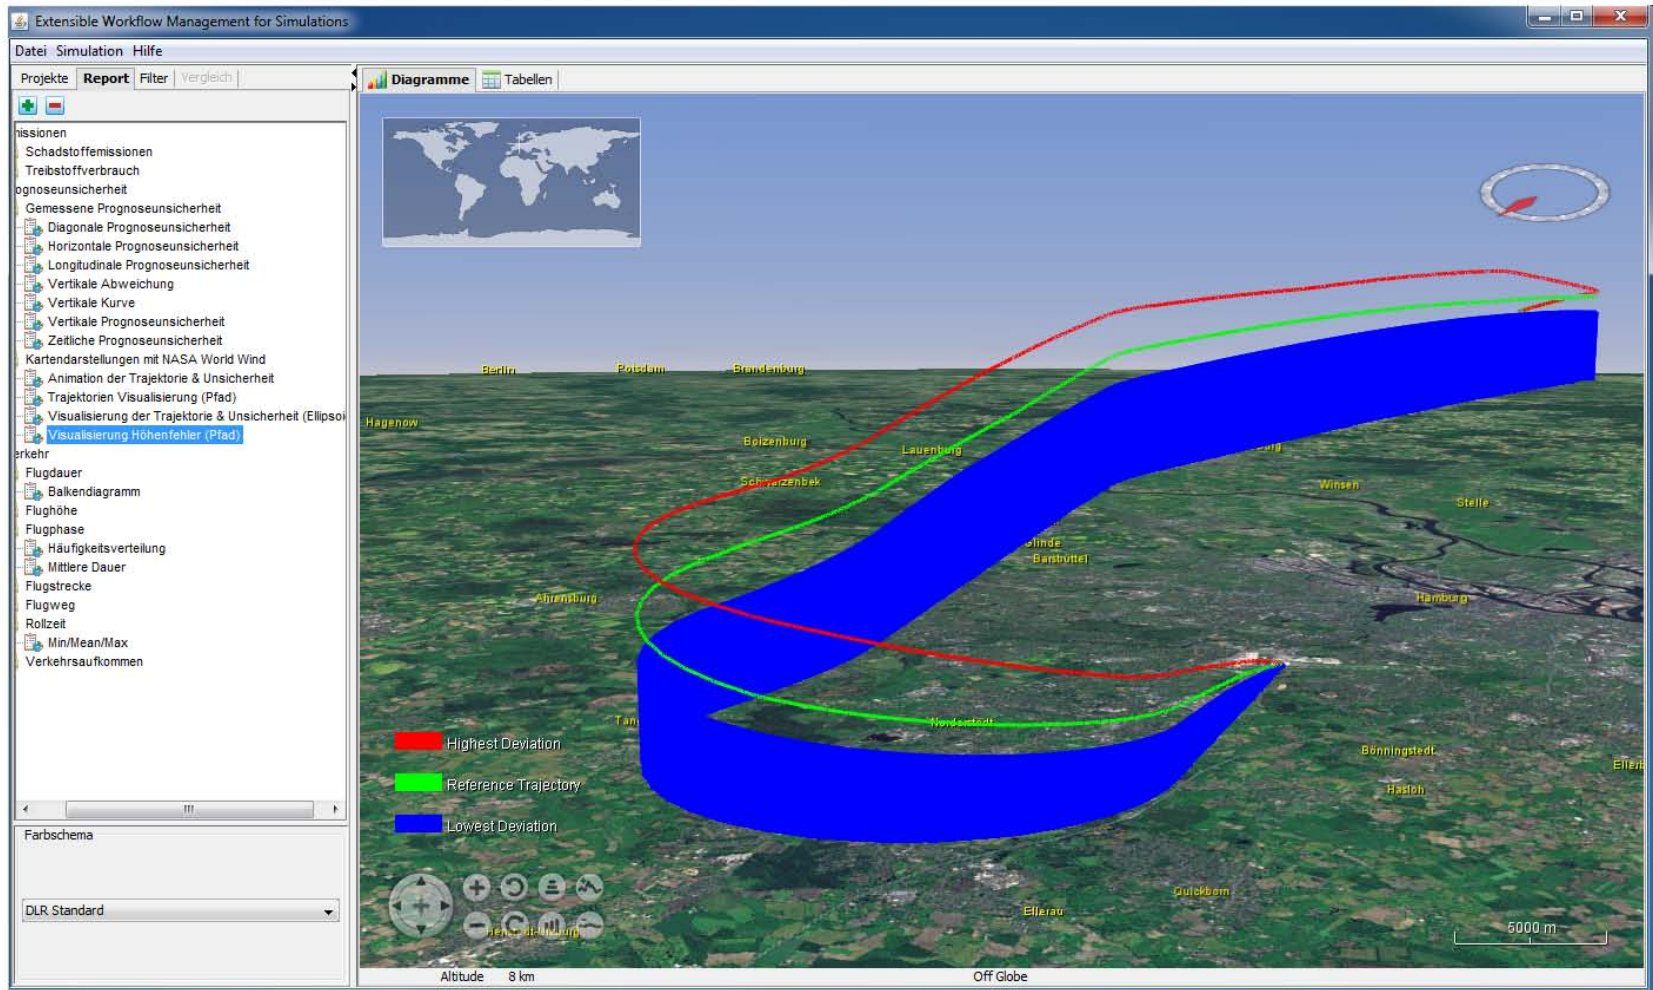 Extensible Workflow Management for Simulations
Datei Simulation Hilfe
Projekte Report Filter Vergleich
Diagramme Tabellen
nissionen
Schadstoffemissionen
Treibstoffverbrauch
ognoseunsicherheit
Gemessene Prognoseunsicherheit
Diagonale Prognoseunsicherheit
Horizontale Prognoseunsicherheit
Longitudinale Prognoseunsicherheit
Vertikale Abweichung
Vertikale Kurve
Vertikale Prognoseunsicherheit
Zeitliche Prognoseunsicherheit
Kartendarstellungen mit NASA World Wind
Animation der Trajektorie & Unsicherheit
Trajektorien Visualisierung (Pfad)
Visualisierung der Trajektorie & Unsicherheit (Ellipsoi
Visualisierung Höhenfehler (Pfad)
erkehr
Flugdauer
Balkendiagramm
Flughöhe
Flugphase
Häufigkeitsverteilung
Mittlere Dauer
Flugstrecke
Flugweg
Rollzeit
Min/Mean/Max
Verkehrsaufkommen
Farbschema
DLR Standard
Berlin
Potsdam
Brandenburg
Hagenow
Boizenburg
Lauenburg
Schwarzenbek
Winsen
Stelle
Glinde
Barsbüttel
Ahrensburg
Hamburg
Tang
Norderstedt
Bönningstedt
Ellerb
Hasloh
Highest Deviation
Reference Trajectory
Lowest Deviation
Quickborn
Ellerau
Henstedt-Ulzburg
5000 m
Altitude 8 km
Off Globe